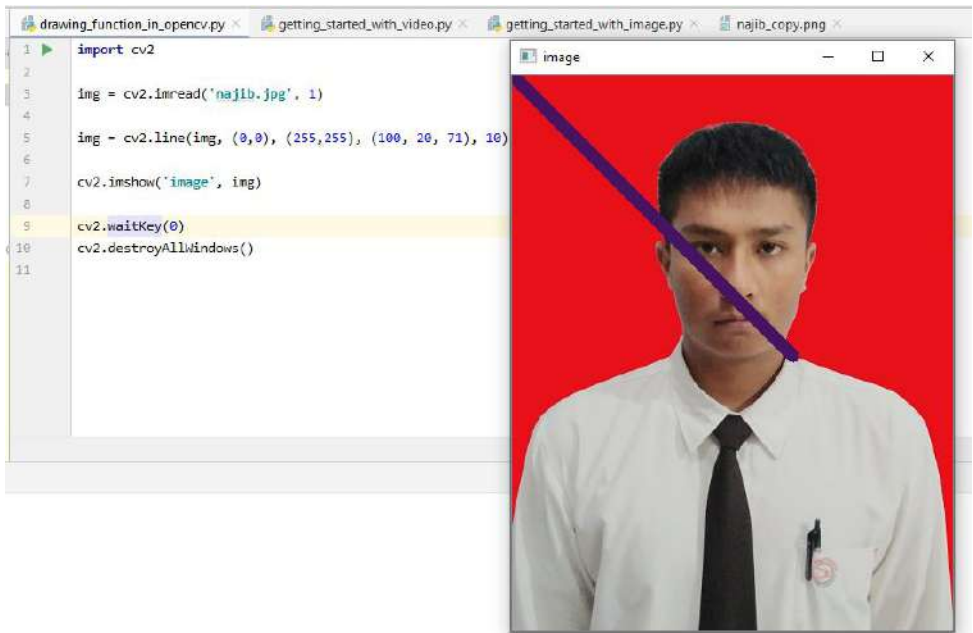 drawing_function_in_opencv.py × getting_started_with_video.py × getting_started_with_image.py × najib_copy.png ×
1 import cv2
2
3 img = cv2.imread('najib.jpg', 1)
4
5 img = cv2.line(img, (0,0), (255,255), (100, 20, 71), 10)
6
7 cv2.imshow('image', img)
8
9 cv2.waitKey(0)
10 cv2.destroyAllWindows()
11
image